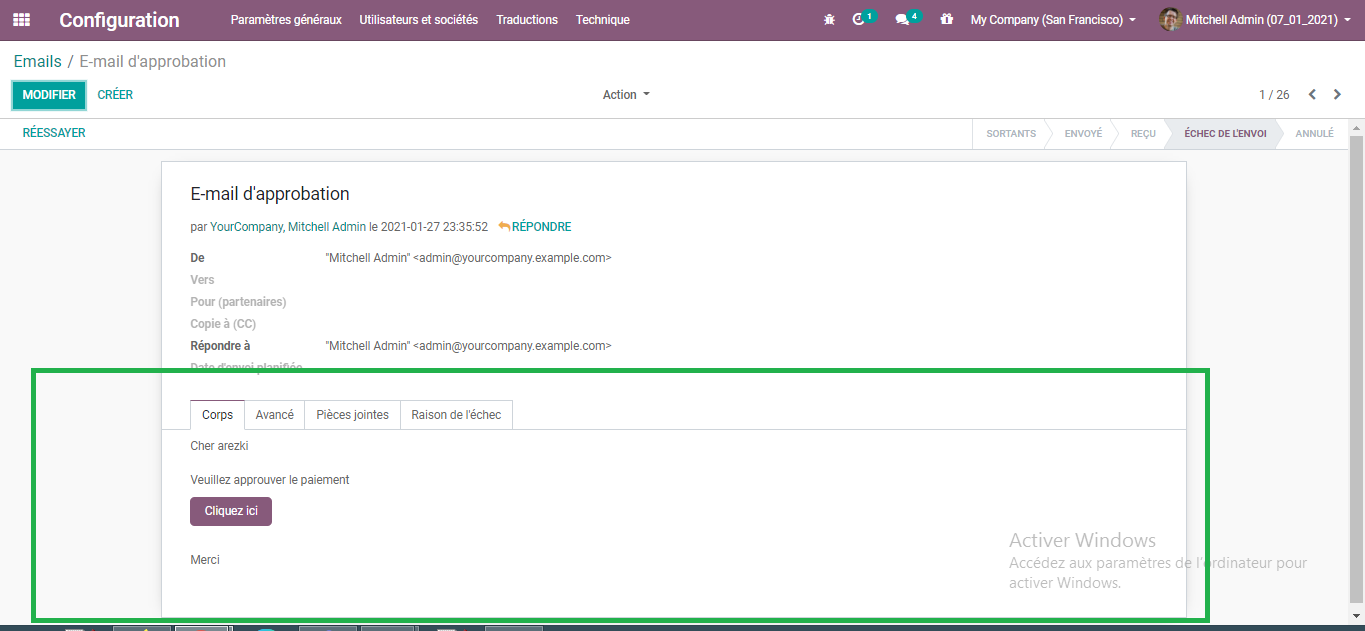 Configuration Paramètres généraux Utilisateurs et sociétés Traductions Technique 1 4 My Company (San Francisco) Mitchell Admin (07_01_2021)
Emails / E-mail d'approbation
MODIFIER CRÉER Action 1 / 26
RÉESSAYER SORTANTS ENVOYÉ REÇU ÉCHEC DE L'ENVOI ANNULÉ
E-mail d'approbation
par YourCompany, Mitchell Admin le 2021-01-27 23:35:52 RÉPONDRE
De "Mitchell Admin" <admin@yourcompany.example.com>
Vers
Pour (partenaires)
Copie à (CC)
Répondre à "Mitchell Admin" <admin@yourcompany.example.com>
Date d'envoi planifiée
Corps Avancé Pièces jointes Raison de l'échec
Cher arezki
Veuillez approuver le paiement
Cliquez ici
Merci
Activer Windows
Accédez aux paramètres de l'ordinateur pour
activer Windows.